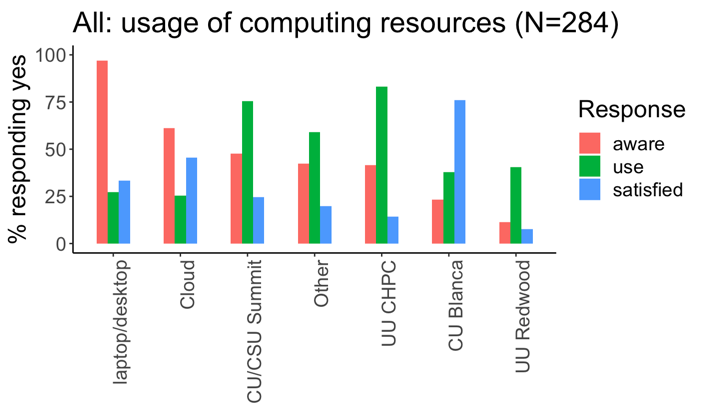 All: usage of computing resources (N=284)
% responding yes
100
75
50
25
0
laptop/desktop
Cloud
CU/CSU Summit
Other
UU CHPC
CU Blanca
UU Redwood
Response
aware
use
satisfied